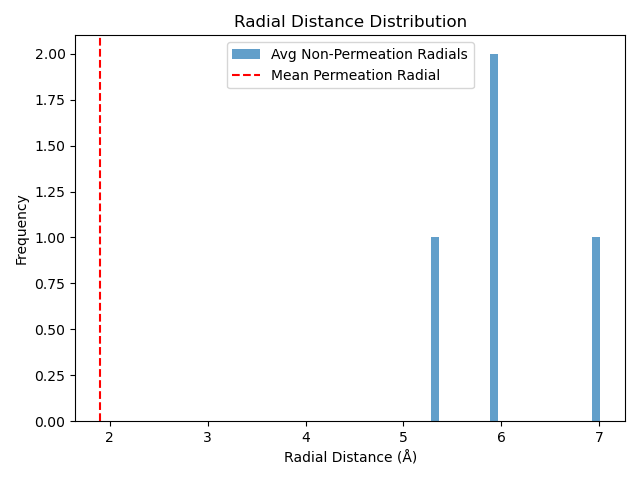 Radial Distance Distribution
Avg Non-Permeation Radials
Mean Permeation Radial
2.00
1.75
1.50
1.25
1.00
0.75
0.50
0.25
0.00
Frequency
2 3 4 5 6 7
Radial Distance (Å)